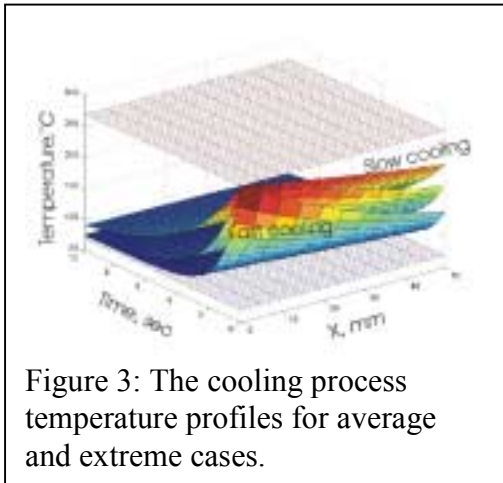 Slow cooling
Fast cooling
Temperature, °C
Time, sec
X, mm
Figure 3: The cooling process
temperature profiles for average
and extreme cases.